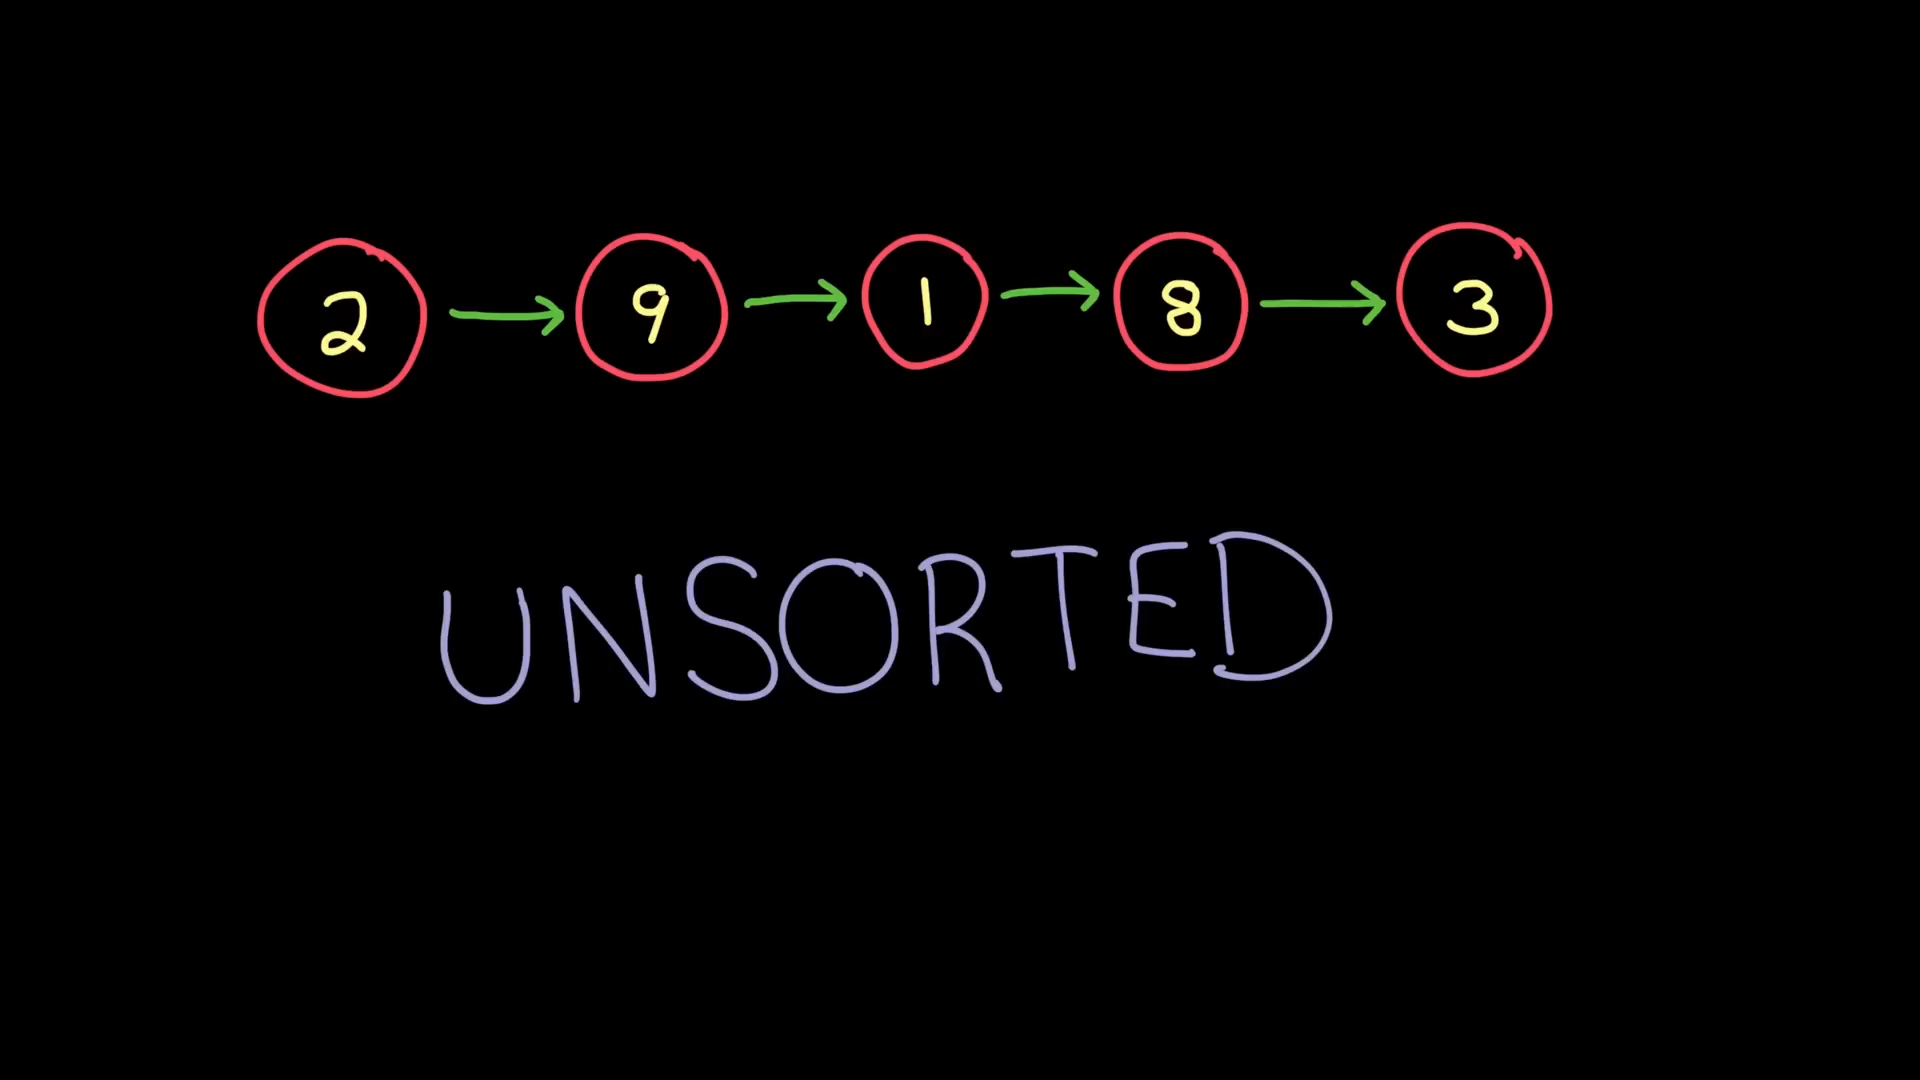 2 → 9 → 1 → 8 → 3
UNSORTED